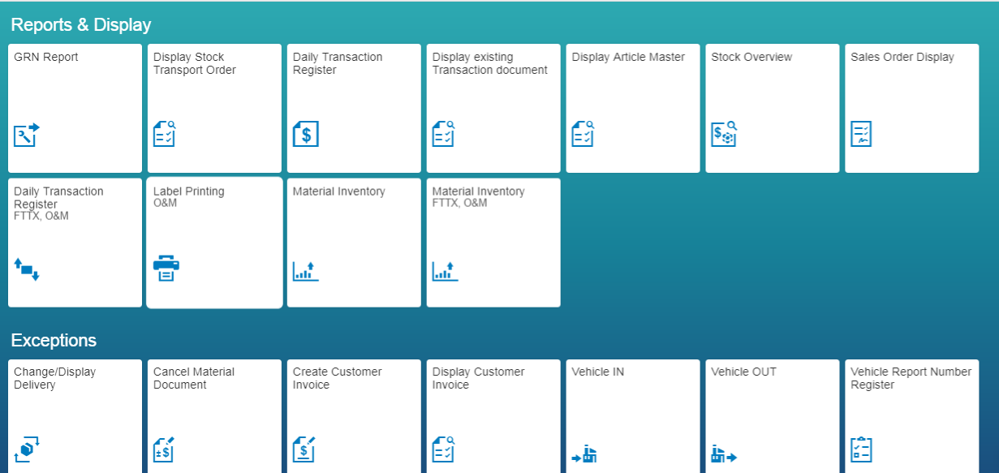 Reports & Display
GRN Report
Display Stock
Transport Order
Daily Transaction
Register
Display existing
Transaction document
Display Article Master
Stock Overview
Sales Order Display
Daily Transaction
Register
FTTX, O&M
Label Printing
O&M
Material Inventory
Material Inventory
FTTX, O&M
Exceptions
Change/Display
Delivery
Cancel Material
Document
Create Customer
Invoice
Display Customer
Invoice
Vehicle IN
Vehicle OUT
Vehicle Report Number
Register